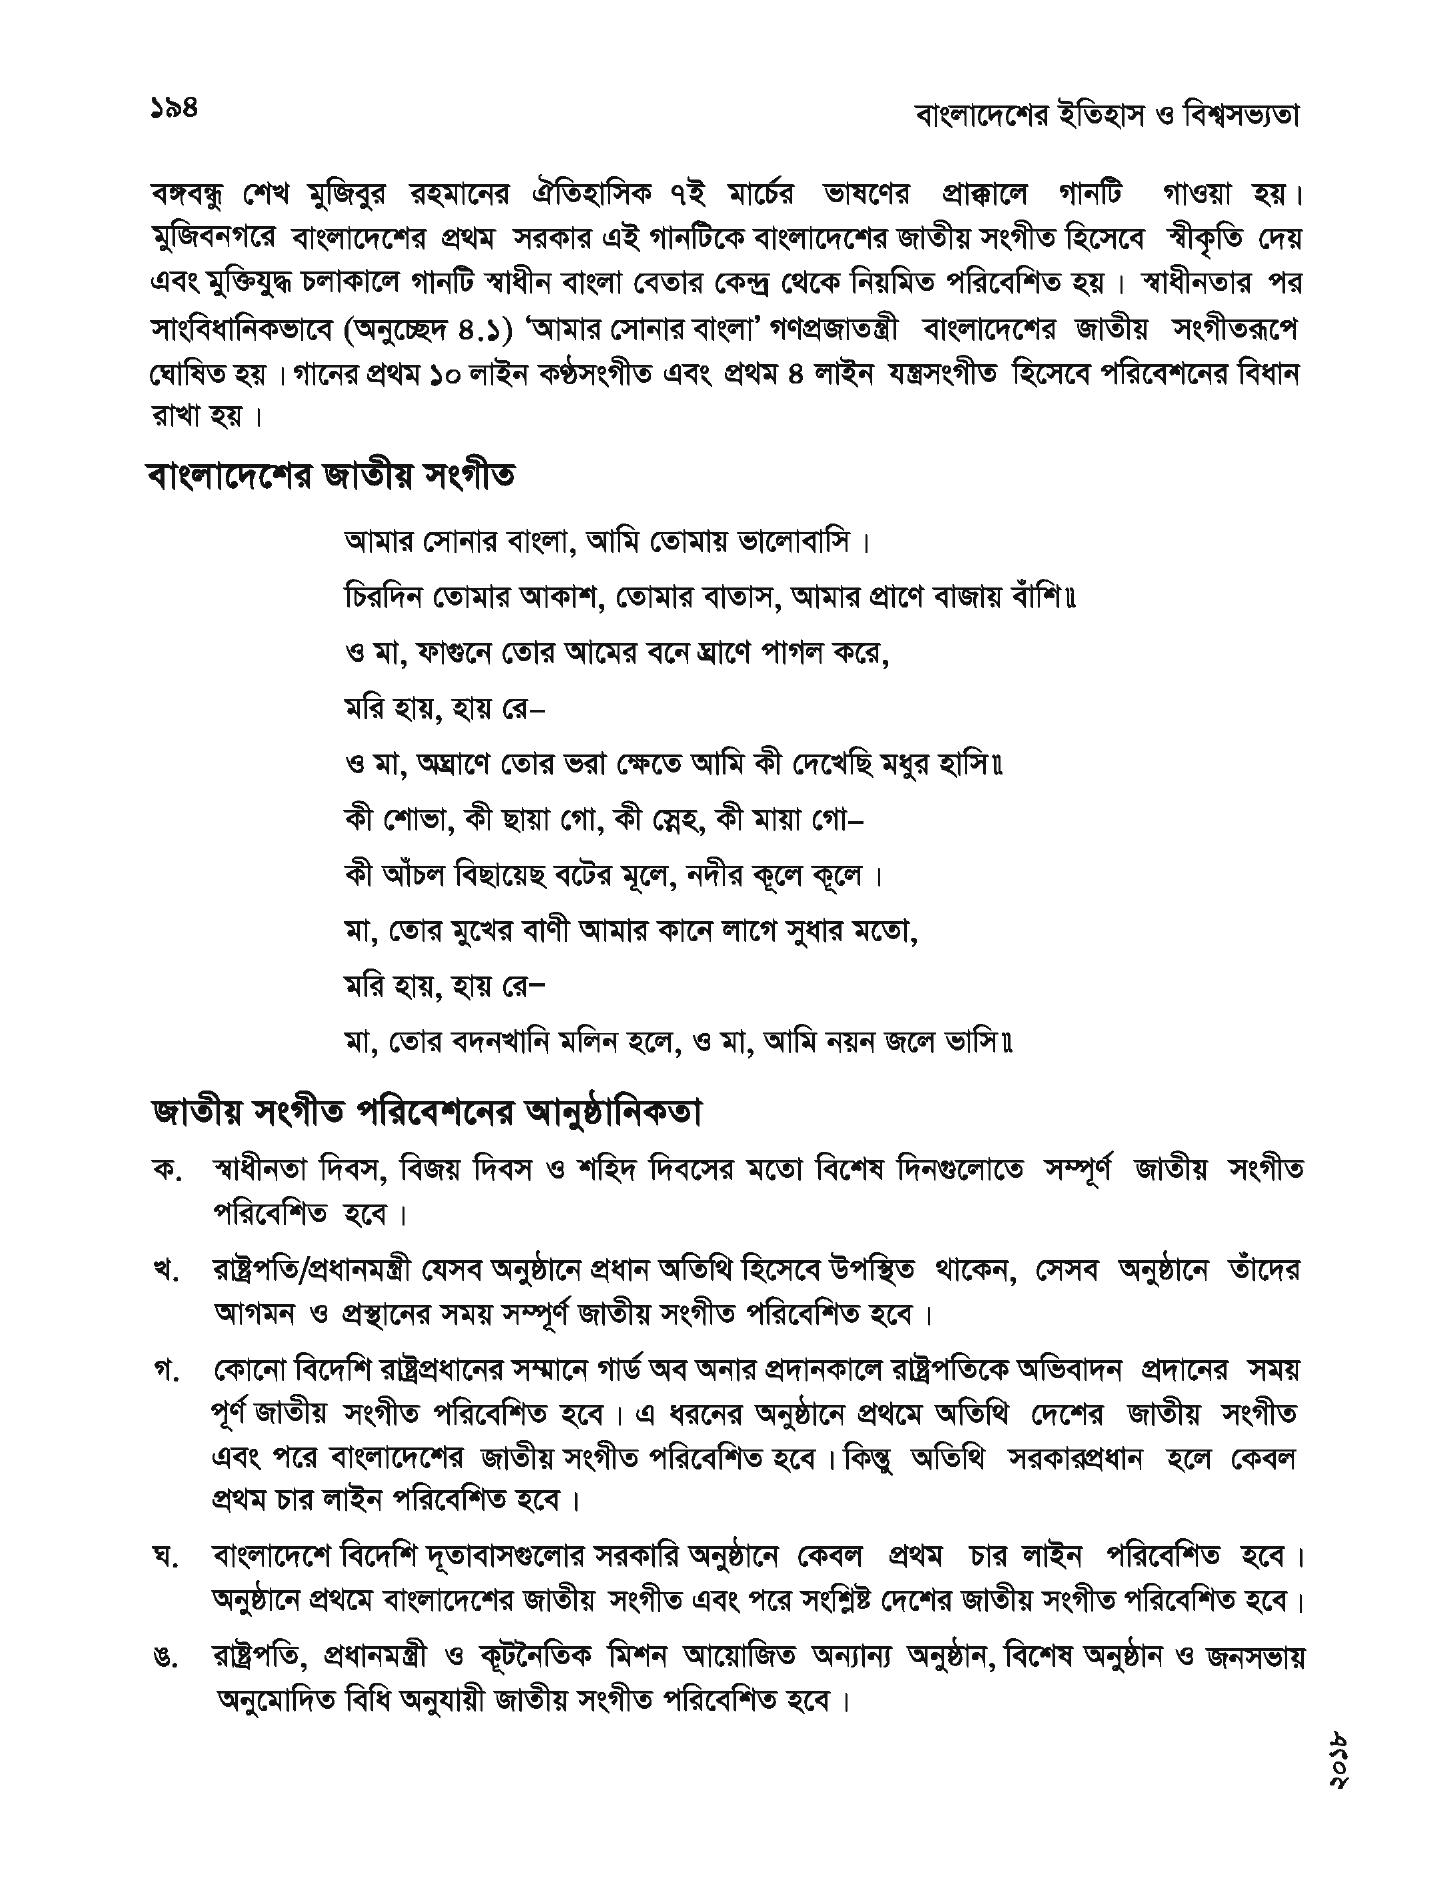 ১৯৪
বাংলাদেশের ইতিহাস ও বিশ্বসভ্যতা
বঙ্গবন্ধু শেখ মুজিবুর রহমানের ঐতিহাসিক ৭ই মার্চের ভাষণের প্রাক্কালে গানটি গাওয়া হয়।
মুজিবনগরে বাংলাদেশের প্রথম সরকার এই গানটিকে বাংলাদেশের জাতীয় সংগীত হিসেবে স্বীকৃতি দেয়
এবং মুক্তিযুদ্ধ চলাকালে গানটি স্বাধীন বাংলা বেতার কেন্দ্র থেকে নিয়মিত পরিবেশিত হয়। স্বাধীনতার পর
সাংবিধানিকভাবে (অনুচ্ছেদ ৪.১) ‘আমার সোনার বাংলা’ গণপ্রজাতন্ত্রী বাংলাদেশের জাতীয় সংগীতরূপে
ঘোষিত হয়। গানের প্রথম ১০ লাইন কণ্ঠসংগীত এবং প্রথম ৪ লাইন যন্ত্রসংগীত হিসেবে পরিবেশনের বিধান
রাখা হয়।
বাংলাদেশের জাতীয় সংগীত
আমার সোনার বাংলা, আমি তোমায় ভালোবাসি।
চিরদিন তোমার আকাশ, তোমার বাতাস, আমার প্রাণে বাজায় বাঁশি॥
ও মা, ফাগুনে তোর আমের বনে ঘ্রাণে পাগল করে,
মরি হায়, হায় রে–
ও মা, অঘ্রাণে তোর ভরা ক্ষেতে আমি কী দেখেছি মধুর হাসি॥
কী শোভা, কী ছায়া গো, কী স্নেহ, কী মায়া গো–
কী আঁচল বিছায়েছ বটের মূলে, নদীর কূলে কূলে।
মা, তোর মুখের বাণী আমার কানে লাগে সুধার মতো,
মরি হায়, হায় রে–
মা, তোর বদনখানি মলিন হলে, ও মা, আমি নয়ন জলে ভাসি॥
জাতীয় সংগীত পরিবেশনের আনুষ্ঠানিকতা
ক. স্বাধীনতা দিবস, বিজয় দিবস ও শহিদ দিবসের মতো বিশেষ দিনগুলোতে সম্পূর্ণ জাতীয় সংগীত
পরিবেশিত হবে।
খ. রাষ্ট্রপতি/প্রধানমন্ত্রী যেসব অনুষ্ঠানে প্রধান অতিথি হিসেবে উপস্থিত থাকেন, সেসব অনুষ্ঠানে তাঁদের
আগমন ও প্রস্থানের সময় সম্পূর্ণ জাতীয় সংগীত পরিবেশিত হবে।
গ. কোনো বিদেশি রাষ্ট্রপ্রধানের সম্মানে গার্ড অব অনার প্রদানকালে রাষ্ট্রপতিকে অভিবাদন প্রদানের সময়
পূর্ণ জাতীয় সংগীত পরিবেশিত হবে। এ ধরনের অনুষ্ঠানে প্রথমে অতিথি দেশের জাতীয় সংগীত
এবং পরে বাংলাদেশের জাতীয় সংগীত পরিবেশিত হবে। কিন্তু অতিথি সরকারপ্রধান হলে কেবল
প্রথম চার লাইন পরিবেশিত হবে।
ঘ. বাংলাদেশে বিদেশি দূতাবাসগুলোর সরকারি অনুষ্ঠানে কেবল প্রথম চার লাইন পরিবেশিত হবে।
অনুষ্ঠানে প্রথমে বাংলাদেশের জাতীয় সংগীত এবং পরে সংশ্লিষ্ট দেশের জাতীয় সংগীত পরিবেশিত হবে।
ঙ. রাষ্ট্রপতি, প্রধানমন্ত্রী ও কূটনৈতিক মিশন আয়োজিত অন্যান্য অনুষ্ঠান, বিশেষ অনুষ্ঠান ও জনসভায়
অনুমোদিত বিধি অনুযায়ী জাতীয় সংগীত পরিবেশিত হবে।
২০১৮